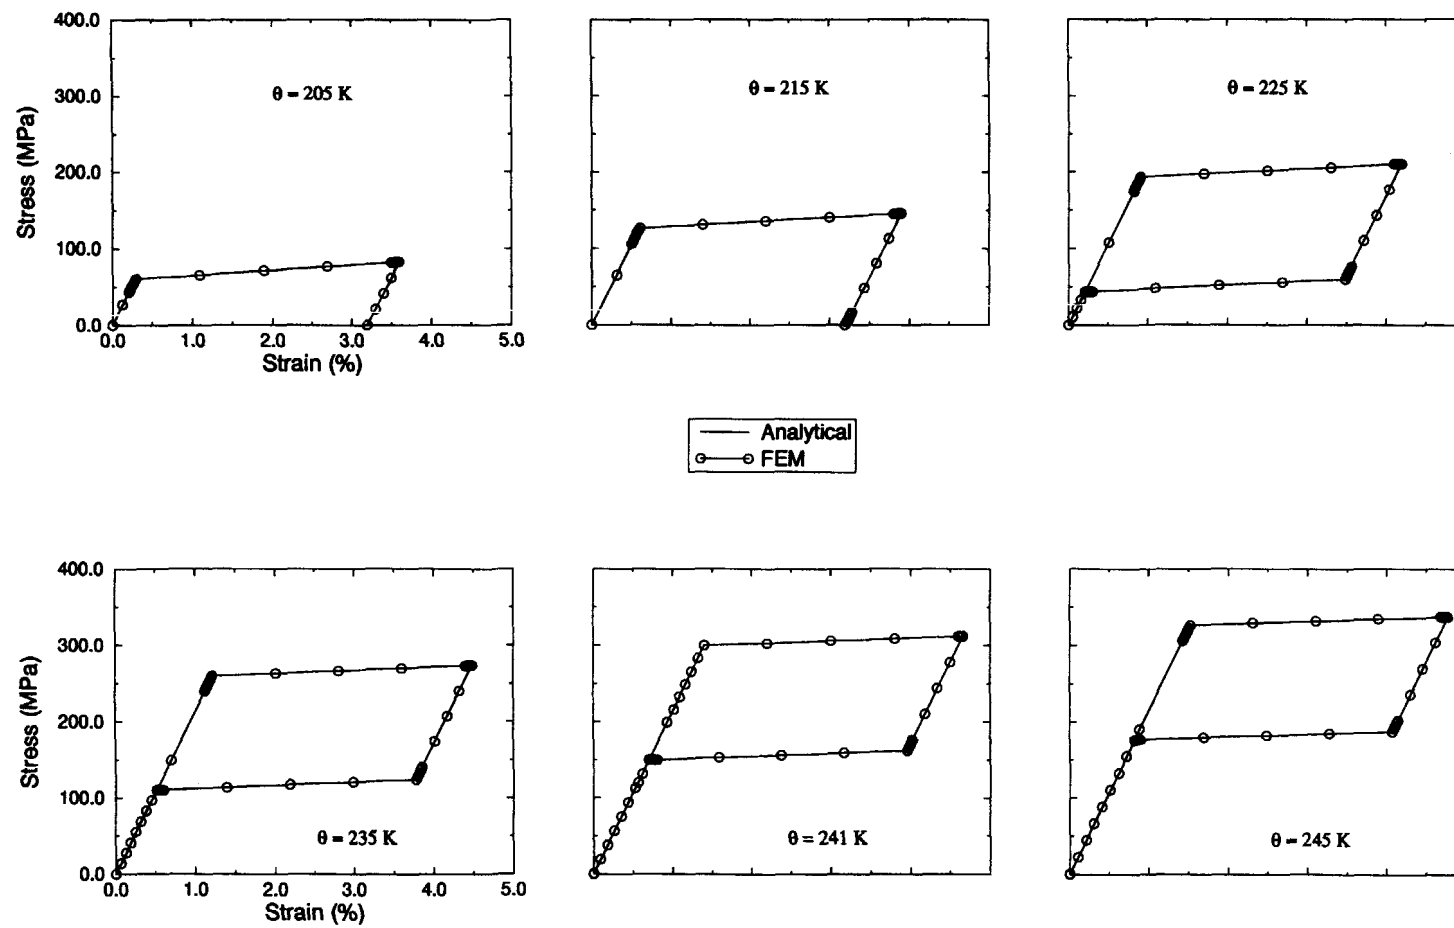 400.0
θ = 205 K
θ = 215 K
θ = 225 K
300.0
200.0
100.0
0.0
Stress (MPa)
0.0 1.0 2.0 3.0 4.0 5.0
Strain (%)
Analytical
FEM
400.0
300.0
200.0
100.0
0.0
Stress (MPa)
θ = 235 K
θ = 241 K
θ = 245 K
0.0 1.0 2.0 3.0 4.0 5.0
Strain (%)